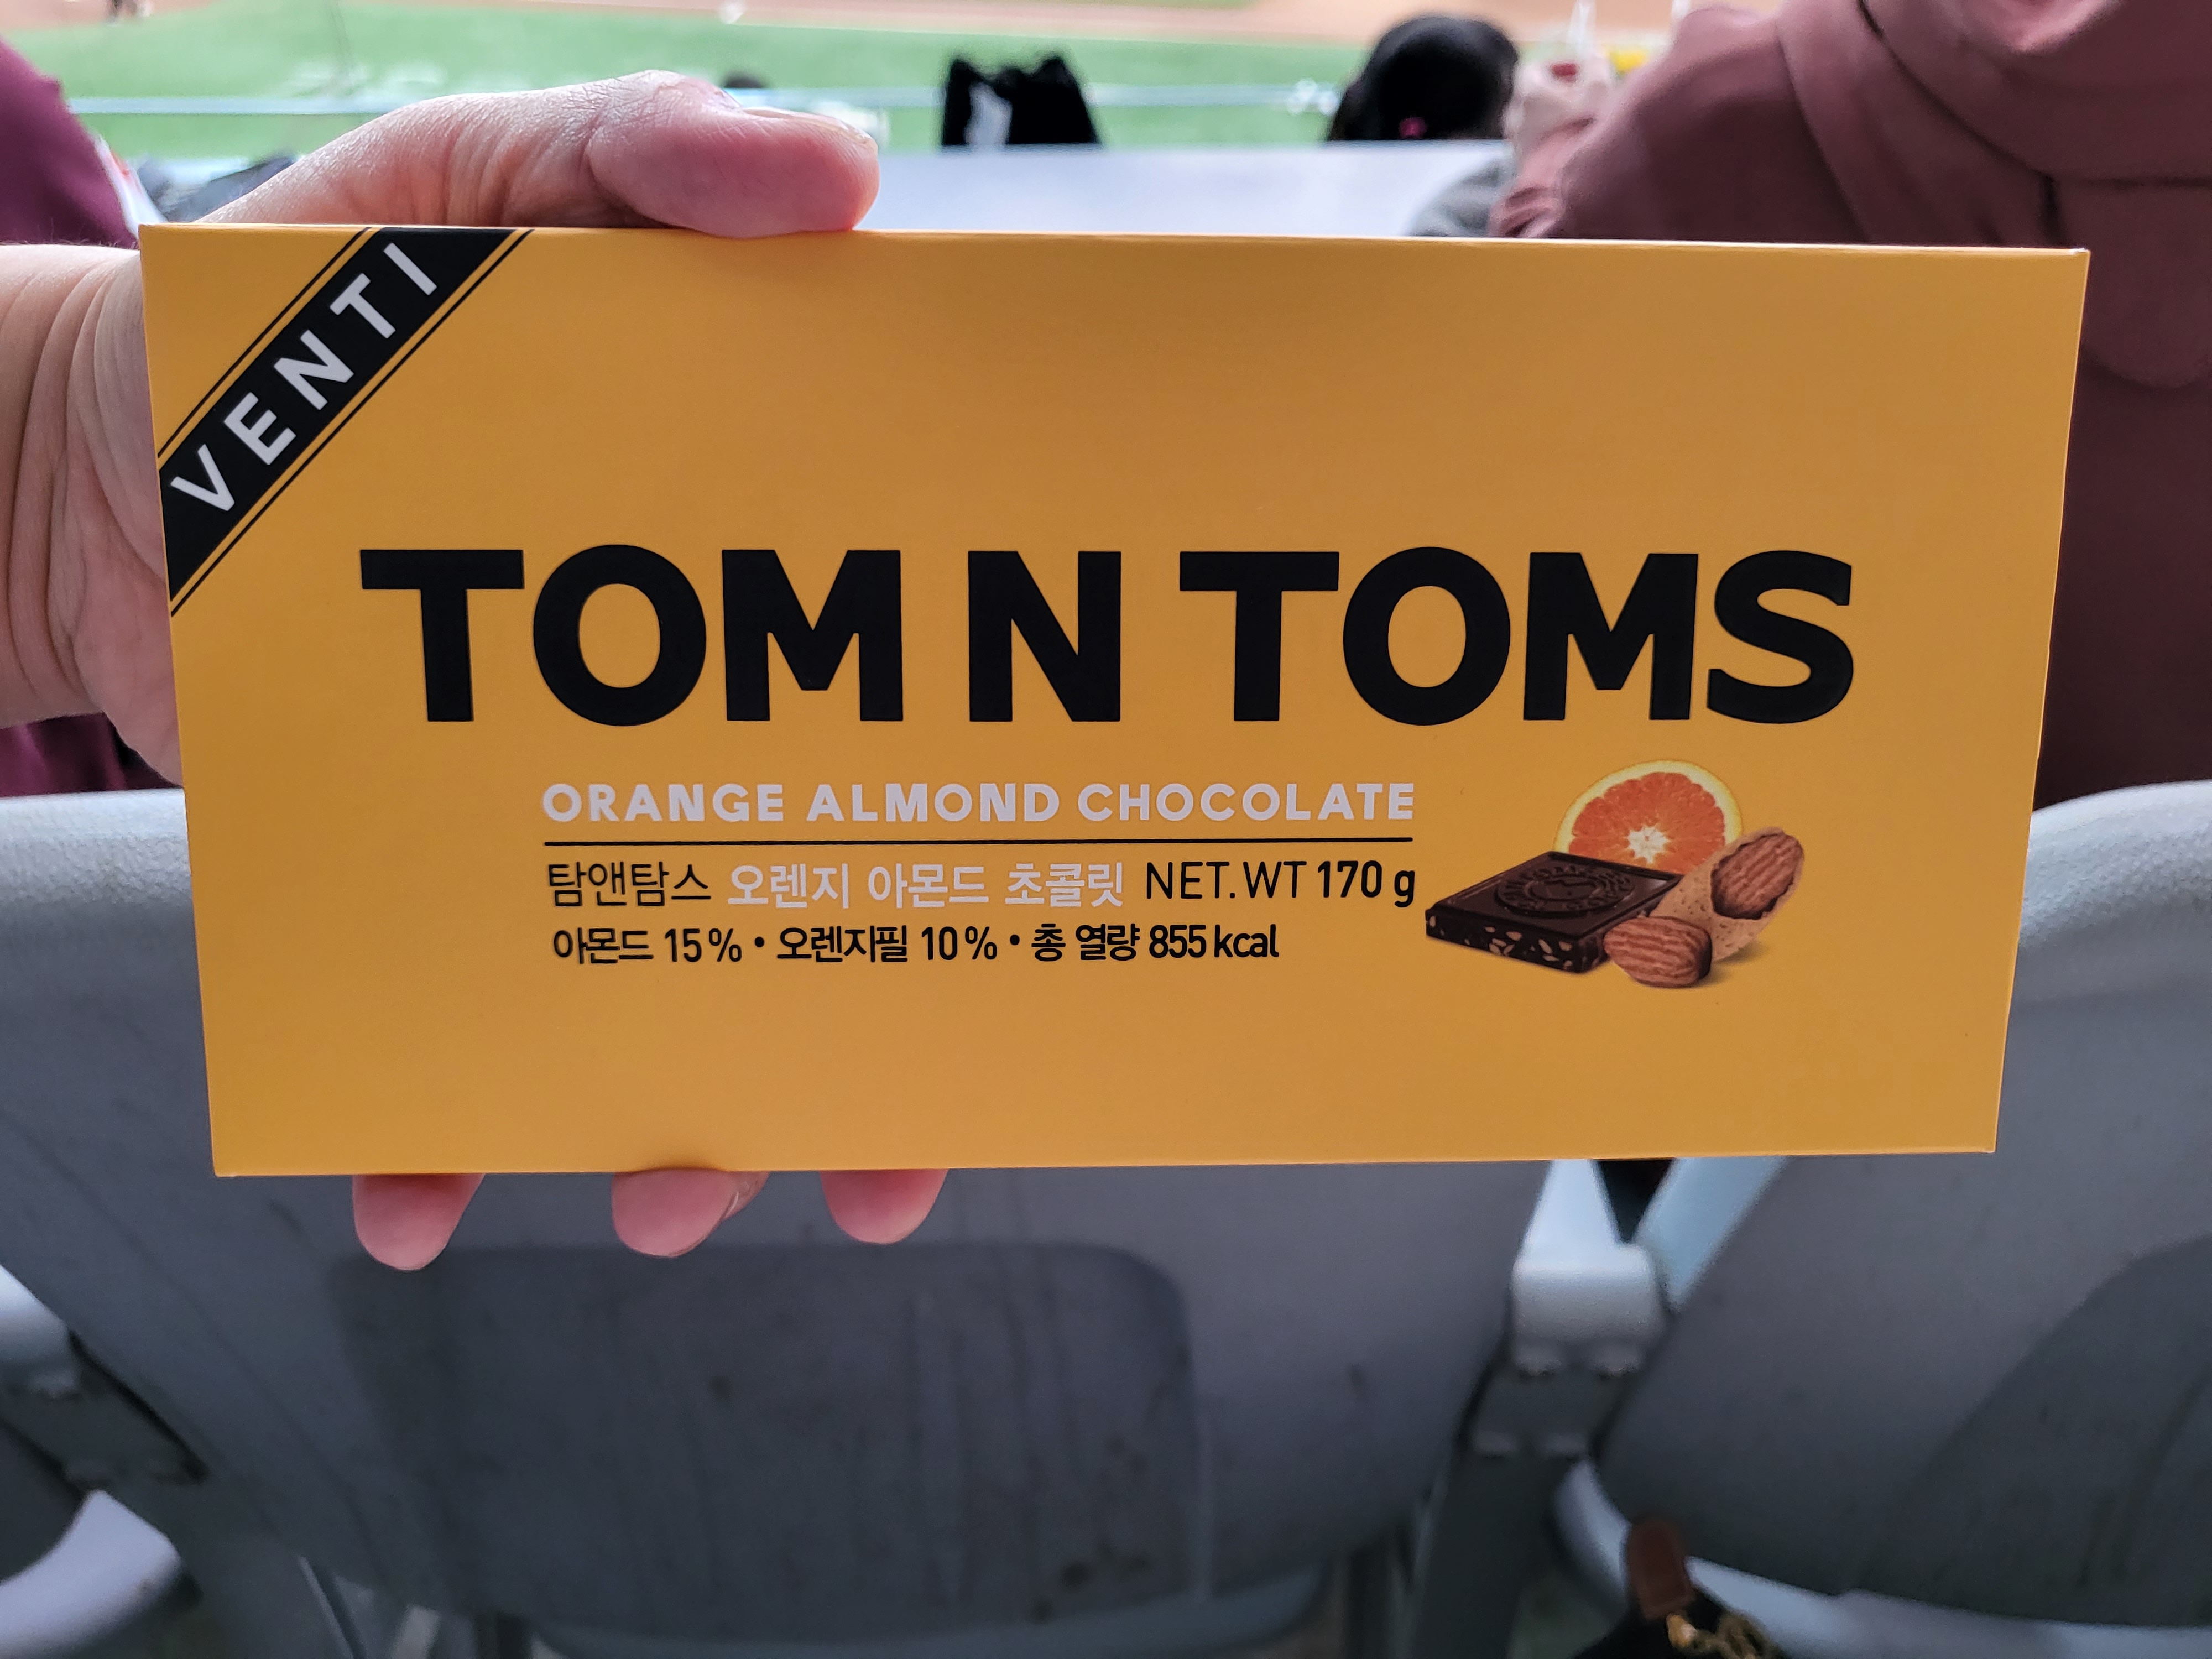 VENTI
TOM N TOMS
ORANGE ALMOND CHOCOLATE
탐앤탐스 오렌지 아몬드 초콜릿 NET.WT 170 g
아몬드 15% • 오렌지필 10% • 총 열량 855 kcal